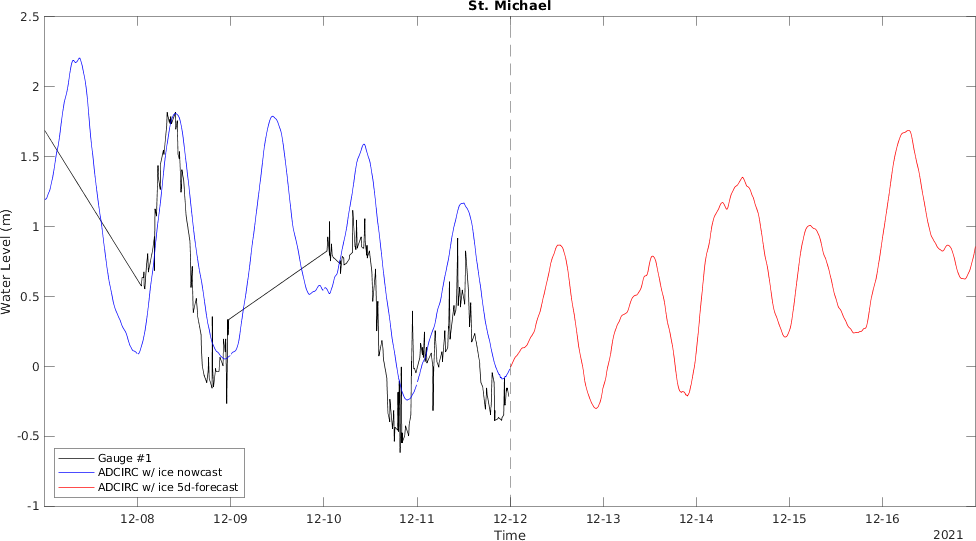 St. Michael
2.5
2
1.5
1
0.5
0
-0.5
-1
Water Level (m)
Gauge #1
ADCIRC w/ ice nowcast
ADCIRC w/ ice 5d-forecast
12-08 12-09 12-10 12-11 12-12 12-13 12-14 12-15 12-16
Time
2021